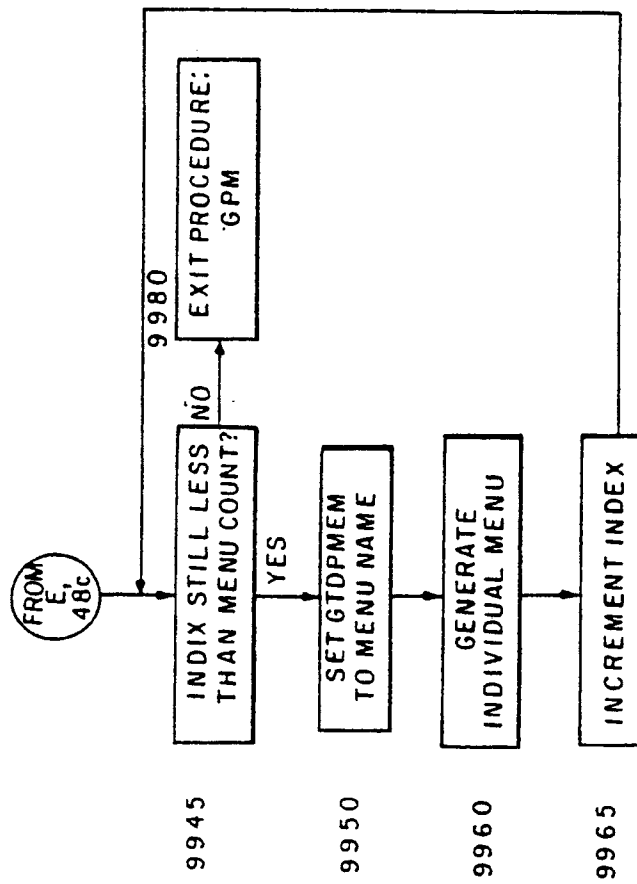 FROM
E,
48c
9945
INDIX STILL LESS
THAN MENU COUNT?
NO
9980
EXIT PROCEDURE:
GPM
YES
9950
SET GTDPMEM
TO MENU NAME
9960
GENERATE
INDIVIDUAL MENU
9965
INCREMENT INDEX